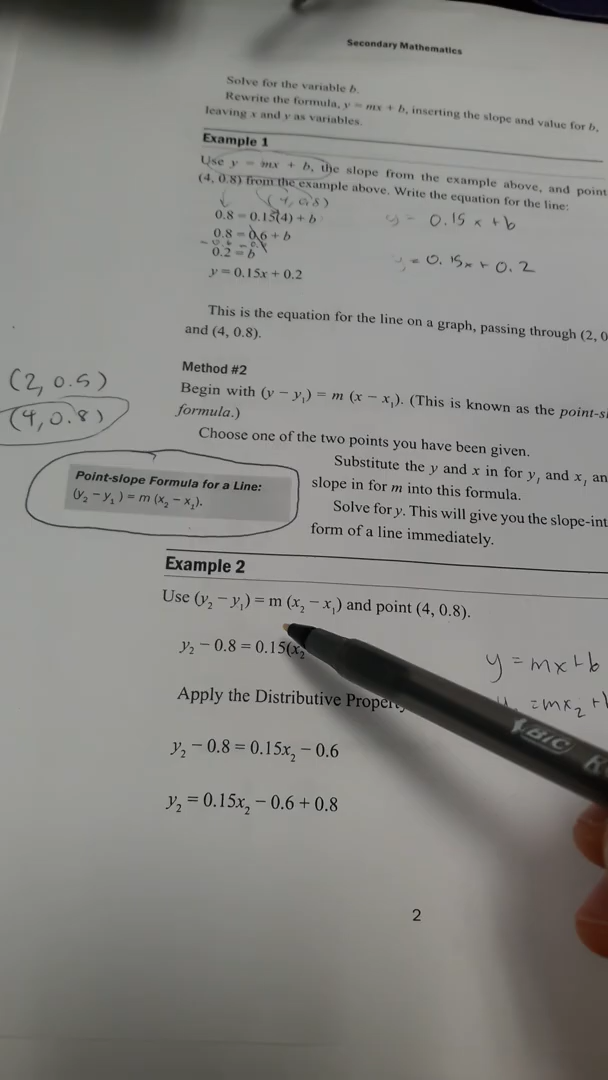 Secondary Mathematics
Solve for the variable b.
Rewrite the formula, y = mx + b, inserting the slope and value for b,
leaving x and y as variables.
Example 1
Use y = mx + b, the slope from the example above, and point
(4, 0.8) from the example above. Write the equation for the line:
(4, 0.8)
0.8 = 0.15(4) + b
y = 0.15x + b
0.8 = 0.6 + b
0.2 = b
y = 0.15x + 0.2
y = 0.15x + 0.2
This is the equation for the line on a graph, passing through (2, 0
and (4, 0.8).
(2, 0.5)
(4, 0.8)
Method #2
Begin with (y − y₁) = m (x − x₁). (This is known as the point-sl
formula.)
Choose one of the two points you have been given.
Substitute the y and x in for y₁ and x₁ an
slope in for m into this formula.
Solve for y. This will give you the slope-int
form of a line immediately.
Point-slope Formula for a Line:
(y₂ − y₁) = m (x₂ − x₁).
Example 2
Use (y₂ − y₁) = m (x₂ − x₁) and point (4, 0.8).
y₂ − 0.8 = 0.15(x₂
y = mx + b
= mx₂ +
Apply the Distributive Property
BIC
y₂ − 0.8 = 0.15x₂ − 0.6
y₂ = 0.15x₂ − 0.6 + 0.8
2